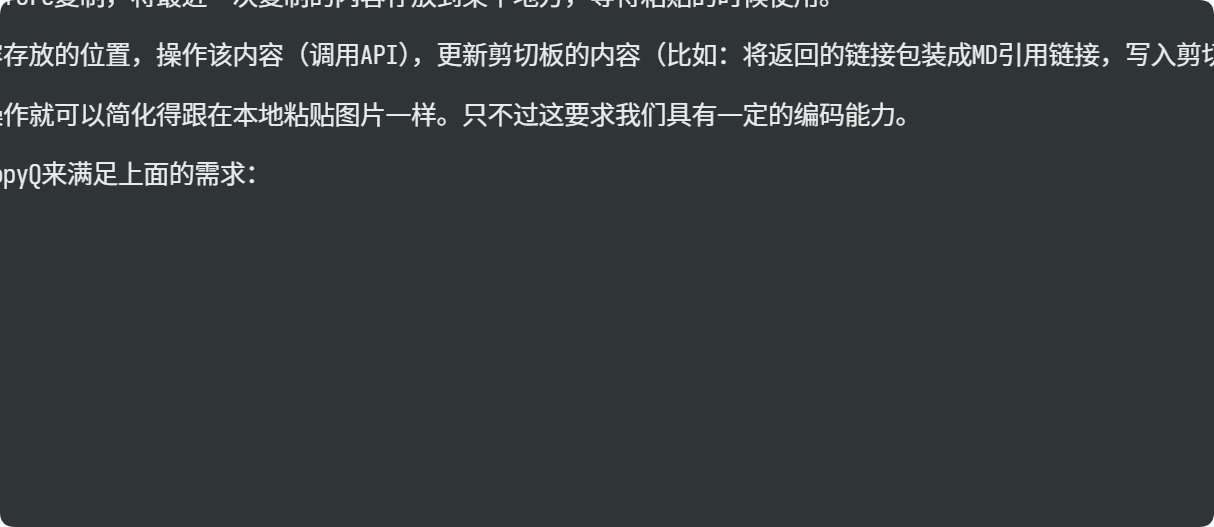 复制，将最近一次复制的内容存放到某个地方，等待粘贴的时候使用。
存放的位置，操作该内容（调用API），更新剪切板的内容（比如：将返回的链接包装成MD引用链接，写入剪切
操作就可以简化得跟在本地粘贴图片一样。只不过这要求我们具有一定的编码能力。
opyQ来满足上面的需求：